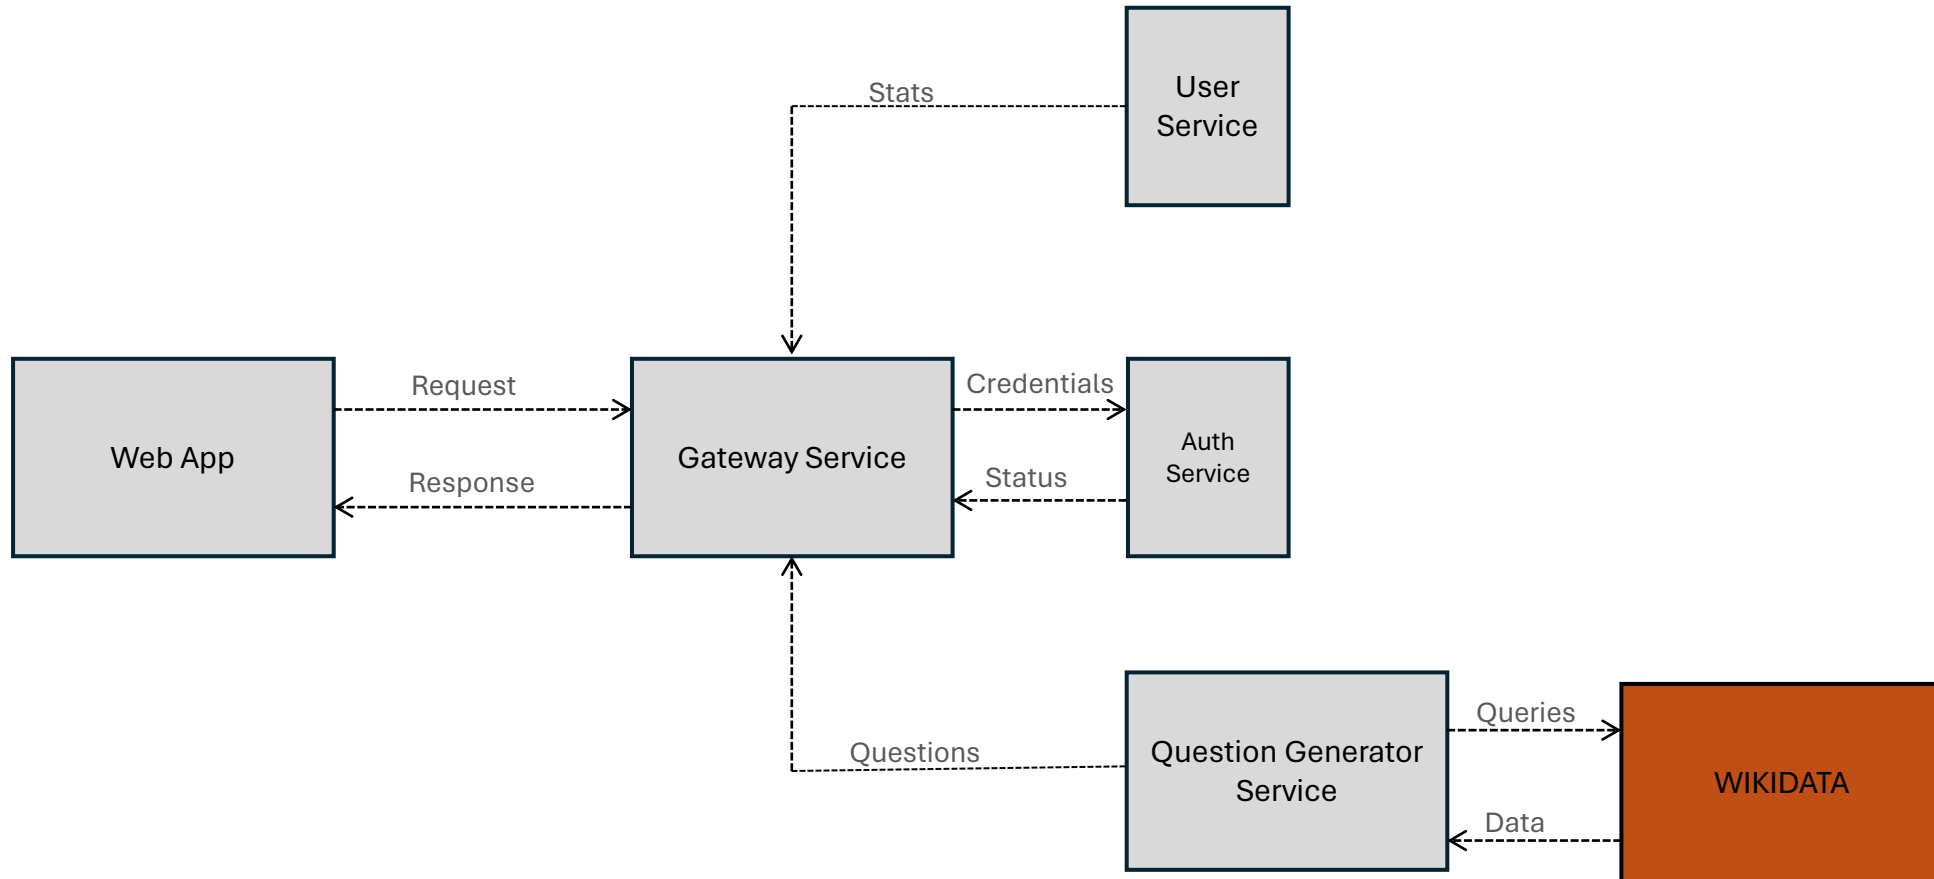 User
Service
Stats
Request
Credentials
Web App
Gateway Service
Auth
Service
Response
Status
Questions
Question Generator
Service
Queries
WIKIDATA
Data